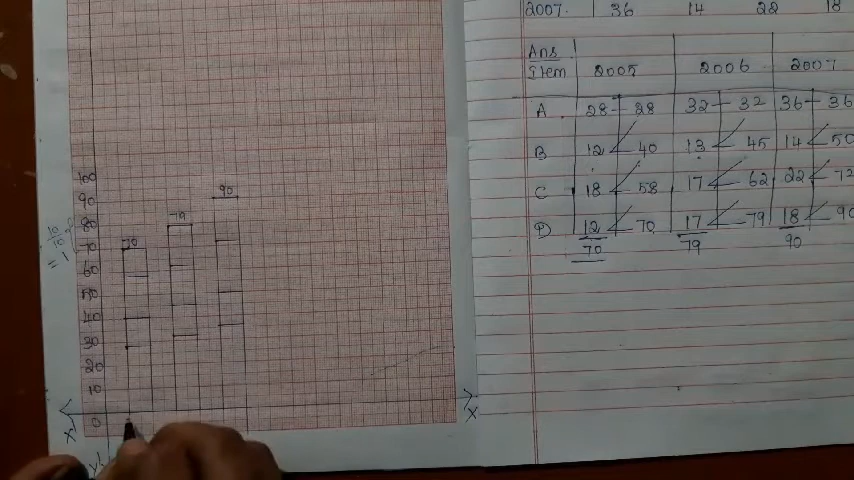 2007. 36 14 22 18
Ans
Item 2005 2006 2007
A 28 28 32 32 36 36
B 12 40 13 45 14 50
C 18 58 17 62 22 72
D 12 70 17 79 18 90
70 79 90
100
90 90
80 79
70 70
60
50
40
30
20
10
0
X' X
Y'